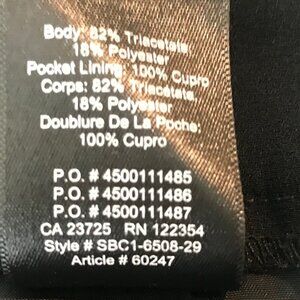 Body: 82% Triacetate,
18% Polyester
Pocket Lining: 100% Cupro
Corps: 82% Triacetate,
18% Polyester
Doublure De La Poche:
100% Cupro
P.O. # 4500111485
P.O. # 4500111486
P.O. # 4500111487
CA 23725 RN 122354
Style # SBC1-6508-29
Article # 60247